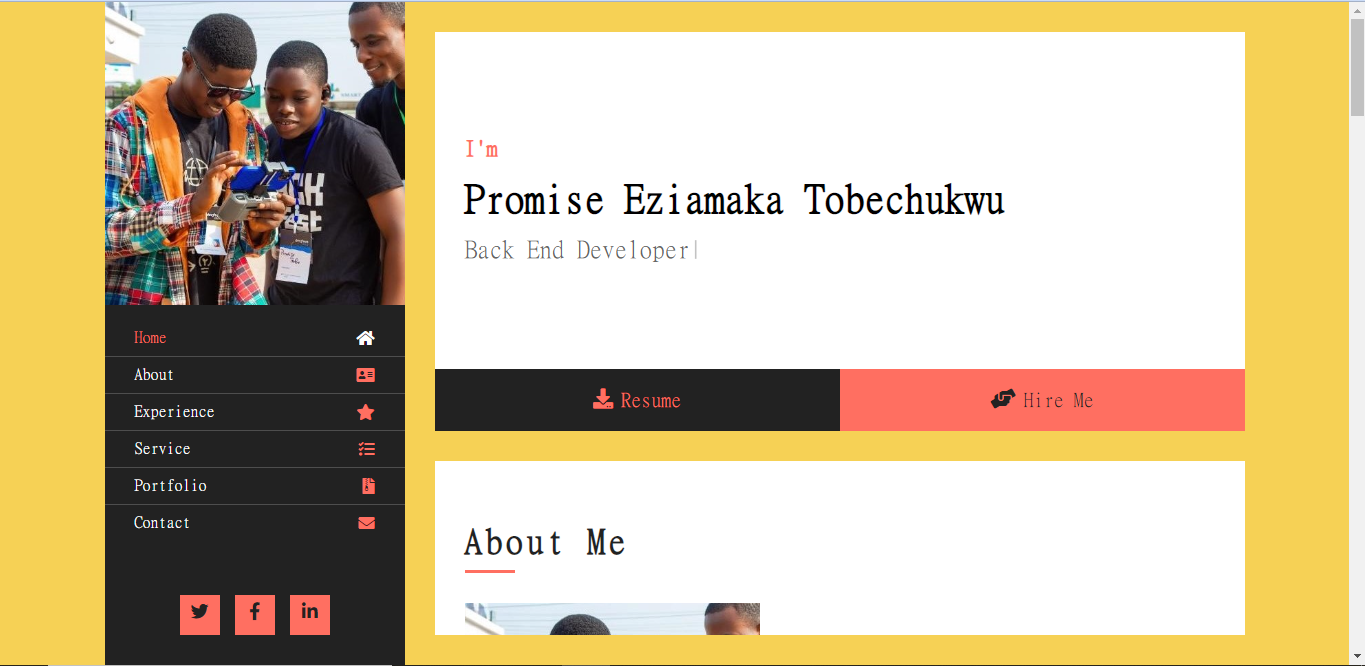 Home
About
Experience
Service
Portfolio
Contact
I'm
Promise Eziamaka Tobechukwu
Back End Developer
Resume
Hire Me
About Me